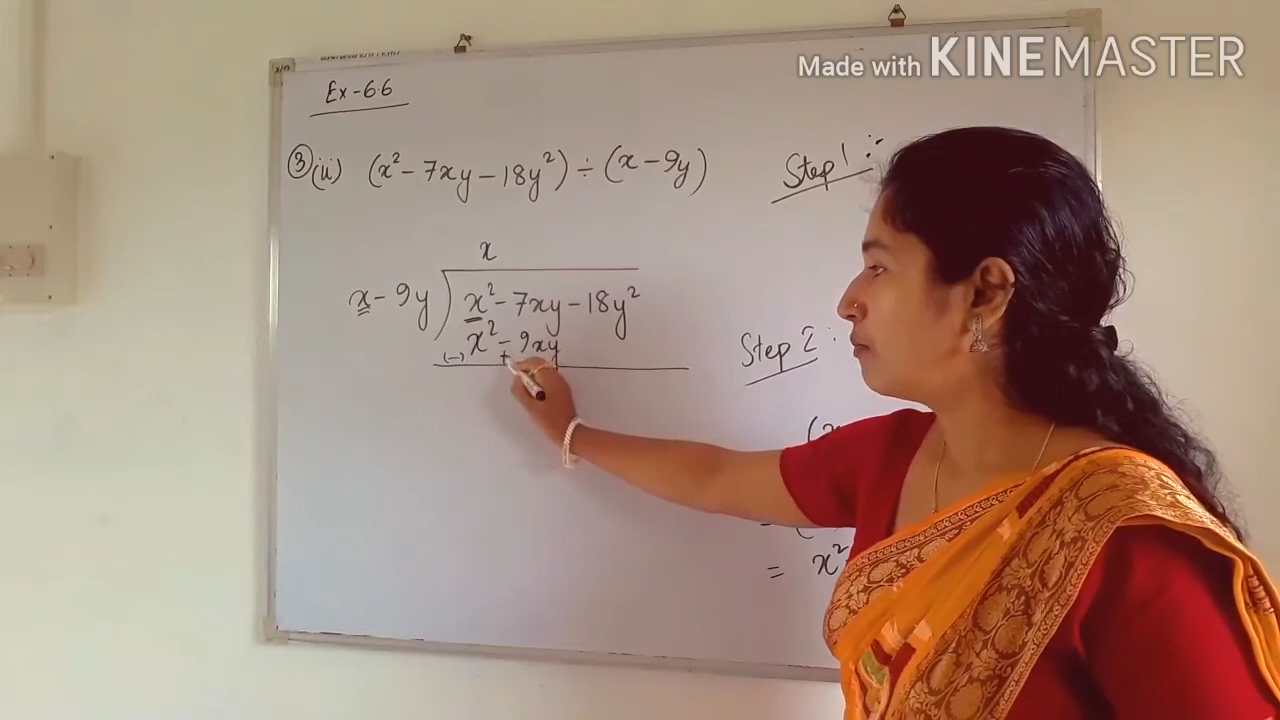 Made with KINEMASTER
Ex-6.6
③(ii) (x² - 7xy - 18y²) ÷ (x - 9y)
Step 1 :-
x
x - 9y ) x² - 7xy - 18y²
x² - 9xy
(-) +
Step 2 :
= x²